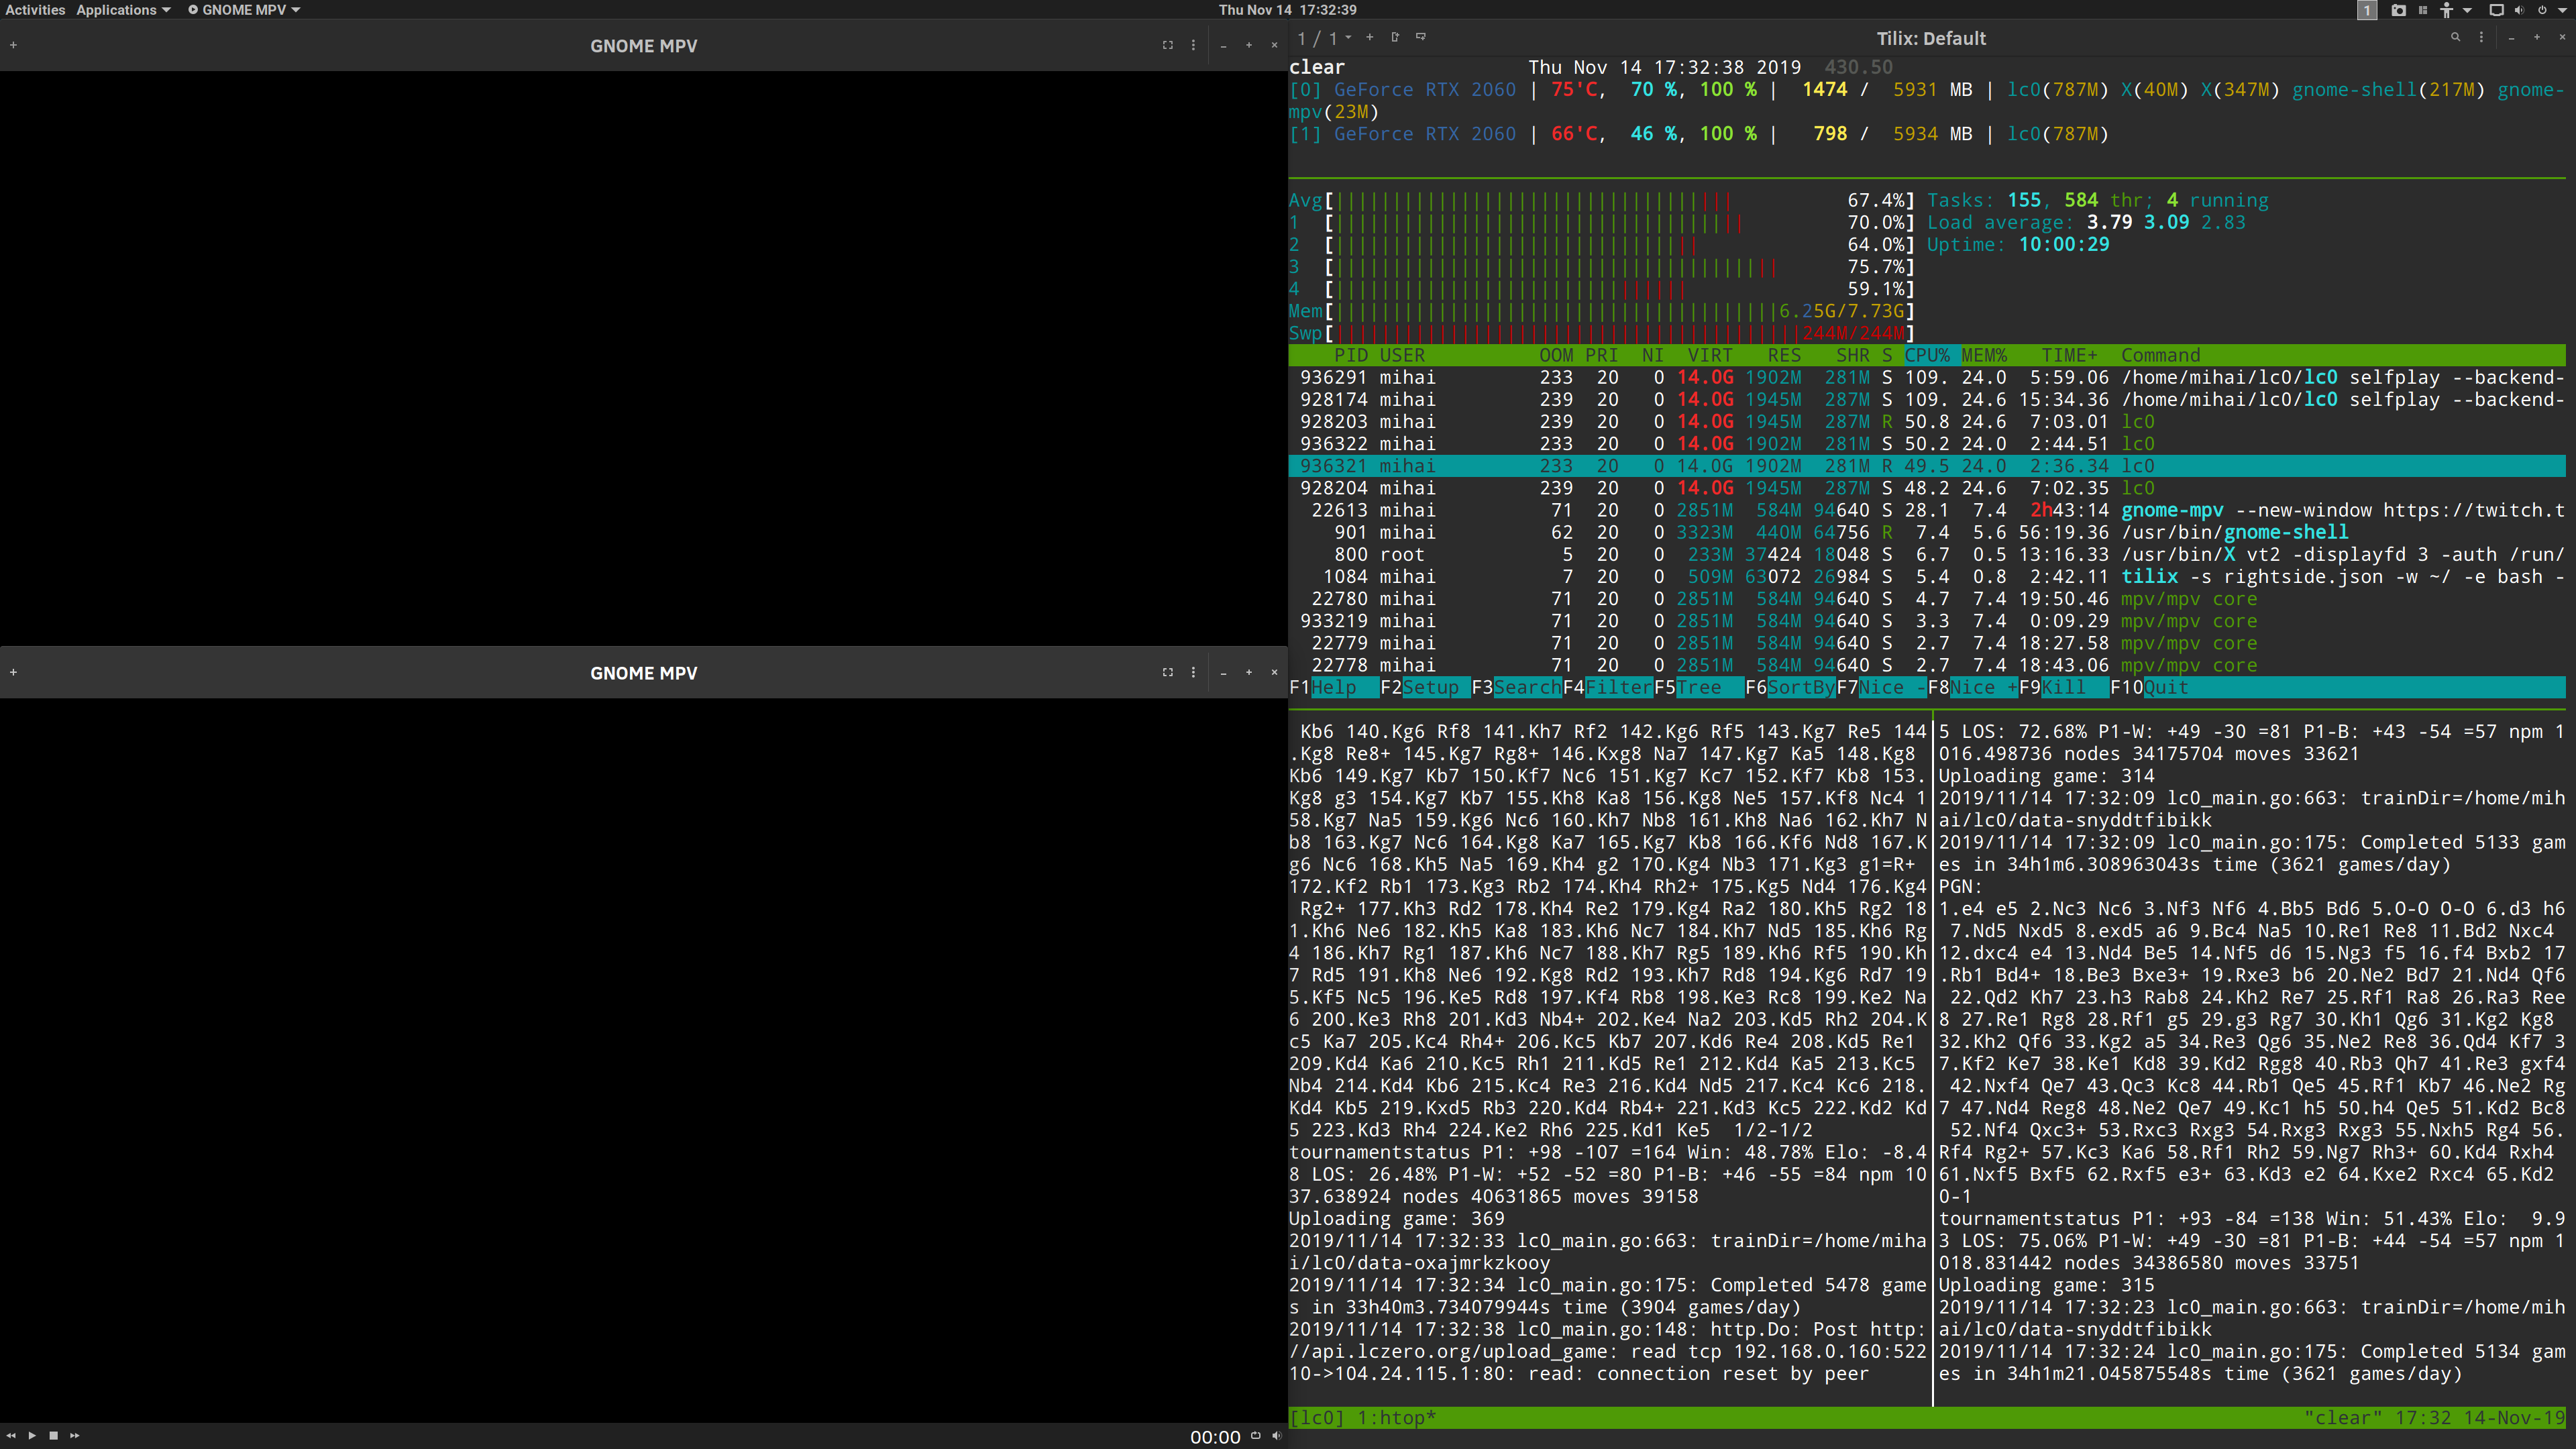 Activities Applications GNOME MPV Thu Nov 14 17:32:39 1
GNOME MPV
GNOME MPV
00:00
1 / 1 Tilix: Default
clear Thu Nov 14 17:32:38 2019 430.50
[0] GeForce RTX 2060 | 75'C, 70 %, 100 % | 1474 / 5931 MB | lc0(787M) X(40M) X(347M) gnome-shell(217M) gnome-
mpv(23M)
[1] GeForce RTX 2060 | 66'C, 46 %, 100 % | 798 / 5934 MB | lc0(787M)
Avg[ 67.4%] Tasks: 155, 584 thr; 4 running
1 [ 70.0%] Load average: 3.79 3.09 2.83
2 [ 64.0%] Uptime: 10:00:29
3 [ 75.7%]
4 [ 59.1%]
Mem[ 6.25G/7.73G]
Swp[ 244M/244M]
PID USER OOM PRI NI VIRT RES SHR S CPU% MEM% TIME+ Command
936291 mihai 233 20 0 14.0G 1902M 281M S 109. 24.0 5:59.06 /home/mihai/lc0/lc0 selfplay --backend-
928174 mihai 239 20 0 14.0G 1945M 287M S 109. 24.6 15:34.36 /home/mihai/lc0/lc0 selfplay --backend-
928203 mihai 239 20 0 14.0G 1945M 287M R 50.8 24.6 7:03.01 lc0
936322 mihai 233 20 0 14.0G 1902M 281M S 50.2 24.0 2:44.51 lc0
936321 mihai 233 20 0 14.0G 1902M 281M R 49.5 24.0 2:36.34 lc0
928204 mihai 239 20 0 14.0G 1945M 287M S 48.2 24.6 7:02.35 lc0
22613 mihai 71 20 0 2851M 584M 94640 S 28.1 7.4 2h43:14 gnome-mpv --new-window https://twitch.t
901 mihai 62 20 0 3323M 440M 64756 R 7.4 5.6 56:19.36 /usr/bin/gnome-shell
800 root 5 20 0 233M 37424 18048 S 6.7 0.5 13:16.33 /usr/bin/X vt2 -displayfd 3 -auth /run/
1084 mihai 7 20 0 509M 63072 26984 S 5.4 0.8 2:42.11 tilix -s rightside.json -w ~/ -e bash -
22780 mihai 71 20 0 2851M 584M 94640 S 4.7 7.4 19:50.46 mpv/mpv core
933219 mihai 71 20 0 2851M 584M 94640 S 3.3 7.4 0:09.29 mpv/mpv core
22779 mihai 71 20 0 2851M 584M 94640 S 2.7 7.4 18:27.58 mpv/mpv core
22778 mihai 71 20 0 2851M 584M 94640 S 2.7 7.4 18:43.06 mpv/mpv core
F1Help F2Setup F3SearchF4FilterF5Tree F6SortByF7Nice -F8Nice +F9Kill F10Quit
Kb6 140.Kg6 Rf8 141.Kh7 Rf2 142.Kg6 Rf5 143.Kg7 Re5 144
.Kg8 Re8+ 145.Kg7 Rg8+ 146.Kxg8 Na7 147.Kg7 Ka5 148.Kg8
Kb6 149.Kg7 Kb7 150.Kf7 Nc6 151.Kg7 Kc7 152.Kf7 Kb8 153.
Kg8 g3 154.Kg7 Kb7 155.Kh8 Ka8 156.Kg8 Ne5 157.Kf8 Nc4 1
58.Kg7 Na5 159.Kg6 Nc6 160.Kh7 Nb8 161.Kh8 Na6 162.Kh7 N
b8 163.Kg7 Nc6 164.Kg8 Ka7 165.Kg7 Kb8 166.Kf6 Nd8 167.K
g6 Nc6 168.Kh5 Na5 169.Kh4 g2 170.Kg4 Nb3 171.Kg3 g1=R+
172.Kf2 Rb1 173.Kg3 Rb2 174.Kh4 Rh2+ 175.Kg5 Nd4 176.Kg4
Rg2+ 177.Kh3 Rd2 178.Kh4 Re2 179.Kg4 Ra2 180.Kh5 Rg2 18
1.Kh6 Ne6 182.Kh5 Ka8 183.Kh6 Nc7 184.Kh7 Nd5 185.Kh6 Rg
4 186.Kh7 Rg1 187.Kh6 Nc7 188.Kh7 Rg5 189.Kh6 Rf5 190.Kh
7 Rd5 191.Kh8 Ne6 192.Kg8 Rd2 193.Kh7 Rd8 194.Kg6 Rd7 19
5.Kf5 Nc5 196.Ke5 Rd8 197.Kf4 Rb8 198.Ke3 Rc8 199.Ke2 Na
6 200.Ke3 Rh8 201.Kd3 Nb4+ 202.Ke4 Na2 203.Kd5 Rh2 204.K
c5 Ka7 205.Kc4 Rh4+ 206.Kc5 Kb7 207.Kd6 Re4 208.Kd5 Re1
209.Kd4 Ka6 210.Kc5 Rh1 211.Kd5 Re1 212.Kd4 Ka5 213.Kc5
Nb4 214.Kd4 Kb6 215.Kc4 Re3 216.Kd4 Nd5 217.Kc4 Kc6 218.
Kd4 Kb5 219.Kxd5 Rb3 220.Kd4 Rb4+ 221.Kd3 Kc5 222.Kd2 Kd
5 223.Kd3 Rh4 224.Ke2 Rh6 225.Kd1 Ke5 1/2-1/2
tournamentstatus P1: +98 -107 =164 Win: 48.78% Elo: -8.4
8 LOS: 26.48% P1-W: +52 -52 =80 P1-B: +46 -55 =84 npm 10
37.638924 nodes 40631865 moves 39158
Uploading game: 369
2019/11/14 17:32:33 lc0_main.go:663: trainDir=/home/miha
i/lc0/data-oxajmrkzkooy
2019/11/14 17:32:34 lc0_main.go:175: Completed 5478 game
s in 33h40m3.734079944s time (3904 games/day)
2019/11/14 17:32:38 lc0_main.go:148: http.Do: Post http:
//api.lczero.org/upload_game: read tcp 192.168.0.160:522
10->104.24.115.1:80: read: connection reset by peer
5 LOS: 72.68% P1-W: +49 -30 =81 P1-B: +43 -54 =57 npm 1
016.498736 nodes 34175704 moves 33621
Uploading game: 314
2019/11/14 17:32:09 lc0_main.go:663: trainDir=/home/mih
ai/lc0/data-snyddtfibikk
2019/11/14 17:32:09 lc0_main.go:175: Completed 5133 gam
es in 34h1m6.308963043s time (3621 games/day)
PGN:
1.e4 e5 2.Nc3 Nc6 3.Nf3 Nf6 4.Bb5 Bd6 5.O-O O-O 6.d3 h6
7.Nd5 Nxd5 8.exd5 a6 9.Bc4 Na5 10.Re1 Re8 11.Bd2 Nxc4
12.dxc4 e4 13.Nd4 Be5 14.Nf5 d6 15.Ng3 f5 16.f4 Bxb2 17
.Rb1 Bd4+ 18.Be3 Bxe3+ 19.Rxe3 b6 20.Ne2 Bd7 21.Nd4 Qf6
22.Qd2 Kh7 23.h3 Rab8 24.Kh2 Re7 25.Rf1 Ra8 26.Ra3 Ree
8 27.Re1 Rg8 28.Rf1 g5 29.g3 Rg7 30.Kh1 Qg6 31.Kg2 Kg8
32.Kh2 Qf6 33.Kg2 a5 34.Re3 Qg6 35.Ne2 Re8 36.Qd4 Kf7 3
7.Kf2 Ke7 38.Ke1 Kd8 39.Kd2 Rgg8 40.Rb3 Qh7 41.Re3 gxf4
42.Nxf4 Qe7 43.Qc3 Kc8 44.Rb1 Qe5 45.Rf1 Kb7 46.Ne2 Rg
7 47.Nd4 Reg8 48.Ne2 Qe7 49.Kc1 h5 50.h4 Qe5 51.Kd2 Bc8
52.Nf4 Qxc3+ 53.Rxc3 Rxg3 54.Rxg3 Rxg3 55.Nxh5 Rg4 56.
Rf4 Rg2+ 57.Kc3 Ka6 58.Rf1 Rh2 59.Ng7 Rh3+ 60.Kd4 Rxh4
61.Nxf5 Bxf5 62.Rxf5 e3+ 63.Kd3 e2 64.Kxe2 Rxc4 65.Kd2
0-1
tournamentstatus P1: +93 -84 =138 Win: 51.43% Elo: 9.9
3 LOS: 75.06% P1-W: +49 -30 =81 P1-B: +44 -54 =57 npm 1
018.831442 nodes 34386580 moves 33751
Uploading game: 315
2019/11/14 17:32:23 lc0_main.go:663: trainDir=/home/mih
ai/lc0/data-snyddtfibikk
2019/11/14 17:32:24 lc0_main.go:175: Completed 5134 gam
es in 34h1m21.045875548s time (3621 games/day)
[lc0] 1:htop* "clear" 17:32 14-Nov-19